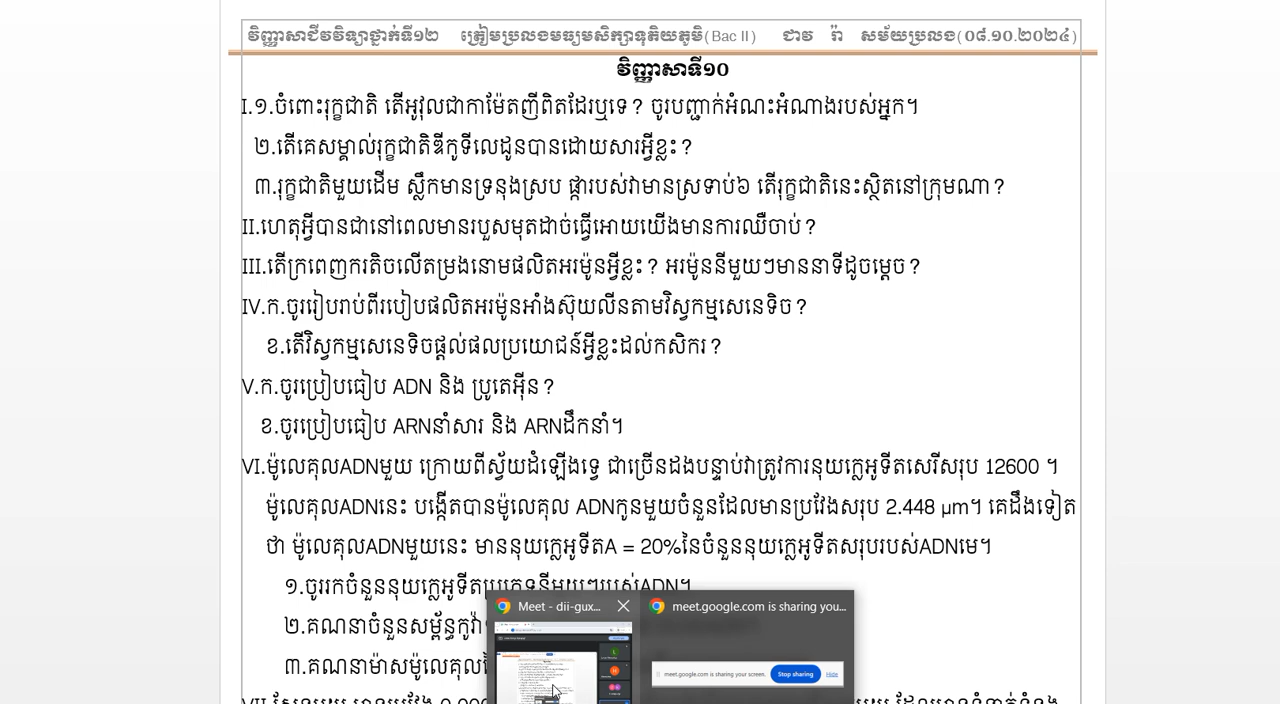 វិញ្ញាសាជីវវិទ្យាថ្នាក់ទី១២ ត្រៀមប្រលងមធ្យមសិក្សាទុតិយភូមិ(Bac II) ជាវ រ៉ា សម័យប្រលង(០៨.១០.២០២៤)
វិញ្ញាសាទី១០
I.១.ចំពោះរុក្ខជាតិ តើអូវុលជាកាម៉ែតញីពិតដែរឬទេ? ចូរបញ្ជាក់អំណះអំណាងរបស់អ្នក។
២.តើគេសម្គាល់រុក្ខជាតិឌីកូទីលេដូនបានដោយសារអ្វីខ្លះ?
៣.រុក្ខជាតិមួយដើម ស្លឹកមានទ្រនុងស្រប ផ្ការបស់វាមានស្រទាប់៦ តើរុក្ខជាតិនេះស្ថិតនៅក្រុមណា?
II.ហេតុអ្វីបានជានៅពេលមានរបួសមុតដាច់ធ្វើអោយយើងមានការឈឺចាប់?
III.តើក្រពេញករតិចលើតម្រងនោមផលិតអរម៉ូនអ្វីខ្លះ? អរម៉ូននីមួយៗមាននាទីដូចម្ដេច?
IV.ក.ចូររៀបរាប់ពីរបៀបផលិតអរម៉ូនអាំងស៊ុយលីនតាមវិស្វកម្មសេនេទិច?
ខ.តើវិស្វកម្មសេនេទិចផ្ដល់ផលប្រយោជន៍អ្វីខ្លះដល់កសិករ?
V.ក.ចូរប្រៀបធៀប ADN និង ប្រូតេអ៊ីន?
ខ.ចូរប្រៀបធៀប ARNនាំសារ និង ARNដឹកនាំ។
VI.ម៉ូលេគុលADNមួយ ក្រោយពីស្វ័យដំឡើងទ្វេ ជាច្រើនដងបន្ទាប់វាត្រូវការនុយក្លេអូទីតសេរីសរុប 12600 ។
ម៉ូលេគុលADNនេះ បង្កើតបានម៉ូលេគុល ADNកូនមួយចំនួនដែលមានប្រវែងសរុប 2.448 µm។ គេដឹងទៀត
ថា ម៉ូលេគុលADNមួយនេះ មាននុយក្លេអូទីតA = 20%នៃចំនួននុយក្លេអូទីតសរុបរបស់ADNមេ។
១.ចូររកចំនួននុយក្លេអូទីតប្រភេទនីមួយៗរបស់ADN។
២.គណនាចំនួនសម្ព័ន្ធកូវ៉ា
៣.គណនាម៉ាសម៉ូលេគុល
Meet - dii-gux...
meet.google.com is sharing you...
meet.google.com is sharing your screen.
Stop sharing
Hide